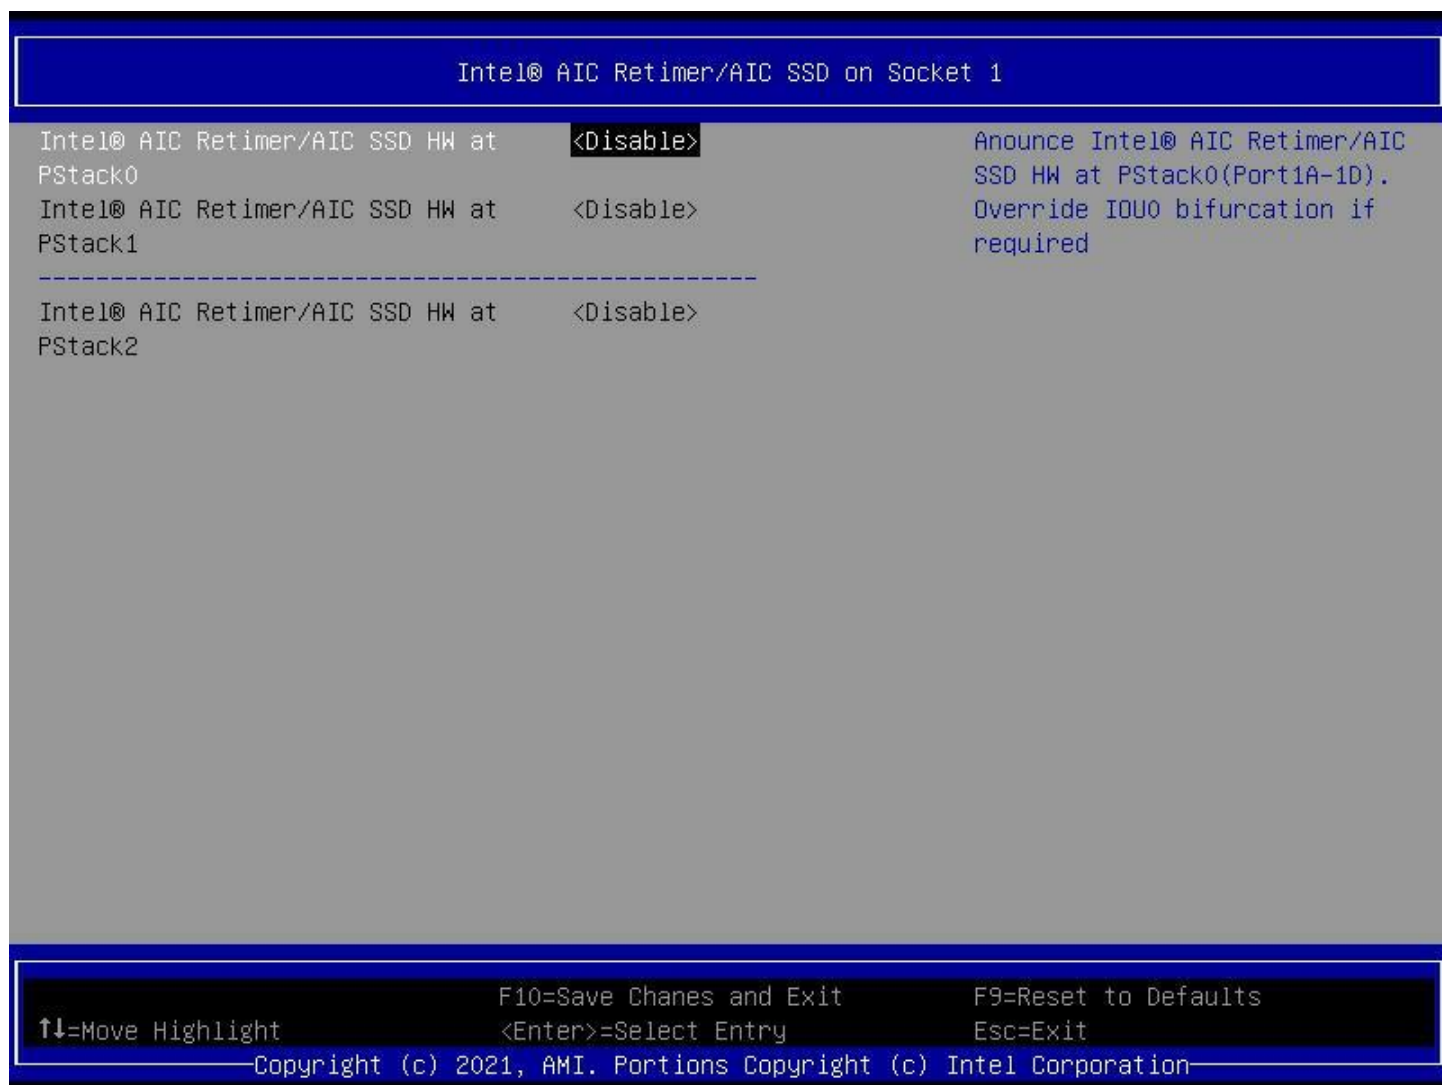 Intel® AIC Retimer/AIC SSD on Socket 1
Intel® AIC Retimer/AIC SSD HW at <Disable>
PStack0
Intel® AIC Retimer/AIC SSD HW at <Disable>
PStack1
----------------------------------------------------
Intel® AIC Retimer/AIC SSD HW at <Disable>
PStack2
Anounce Intel® AIC Retimer/AIC
SSD HW at PStack0(Port1A-1D).
Override IOU0 bifurcation if
required
F10=Save Chanes and Exit F9=Reset to Defaults
↑↓=Move Highlight <Enter>=Select Entry Esc=Exit
Copyright (c) 2021, AMI. Portions Copyright (c) Intel Corporation